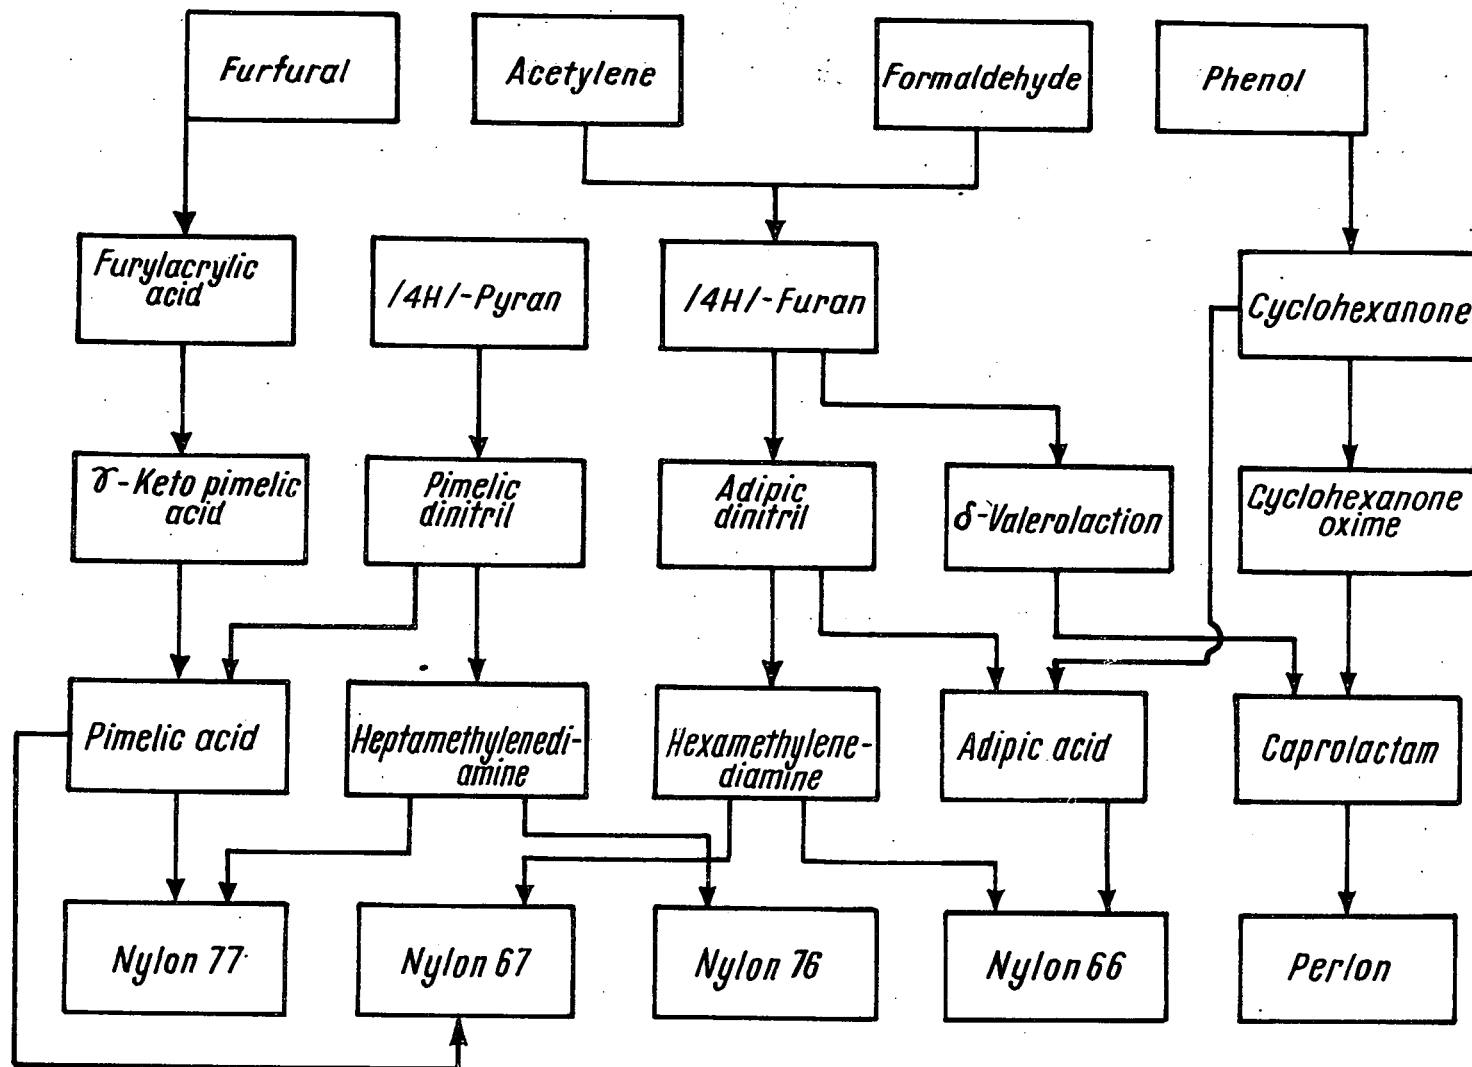 Furfural
Acetylene
Formaldehyde
Phenol
Furylacrylic
acid
/4H/-Pyran
/4H/-Furan
Cyclohexanone
γ-Keto pimelic
acid
Pimelic
dinitril
Adipic
dinitril
δ-Valerolaction
Cyclohexanone
oxime
Pimelic acid
Heptamethylenedi-
amine
Hexamethylene-
diamine
Adipic acid
Caprolactam
Nylon 77
Nylon 67
Nylon 76
Nylon 66
Perlon